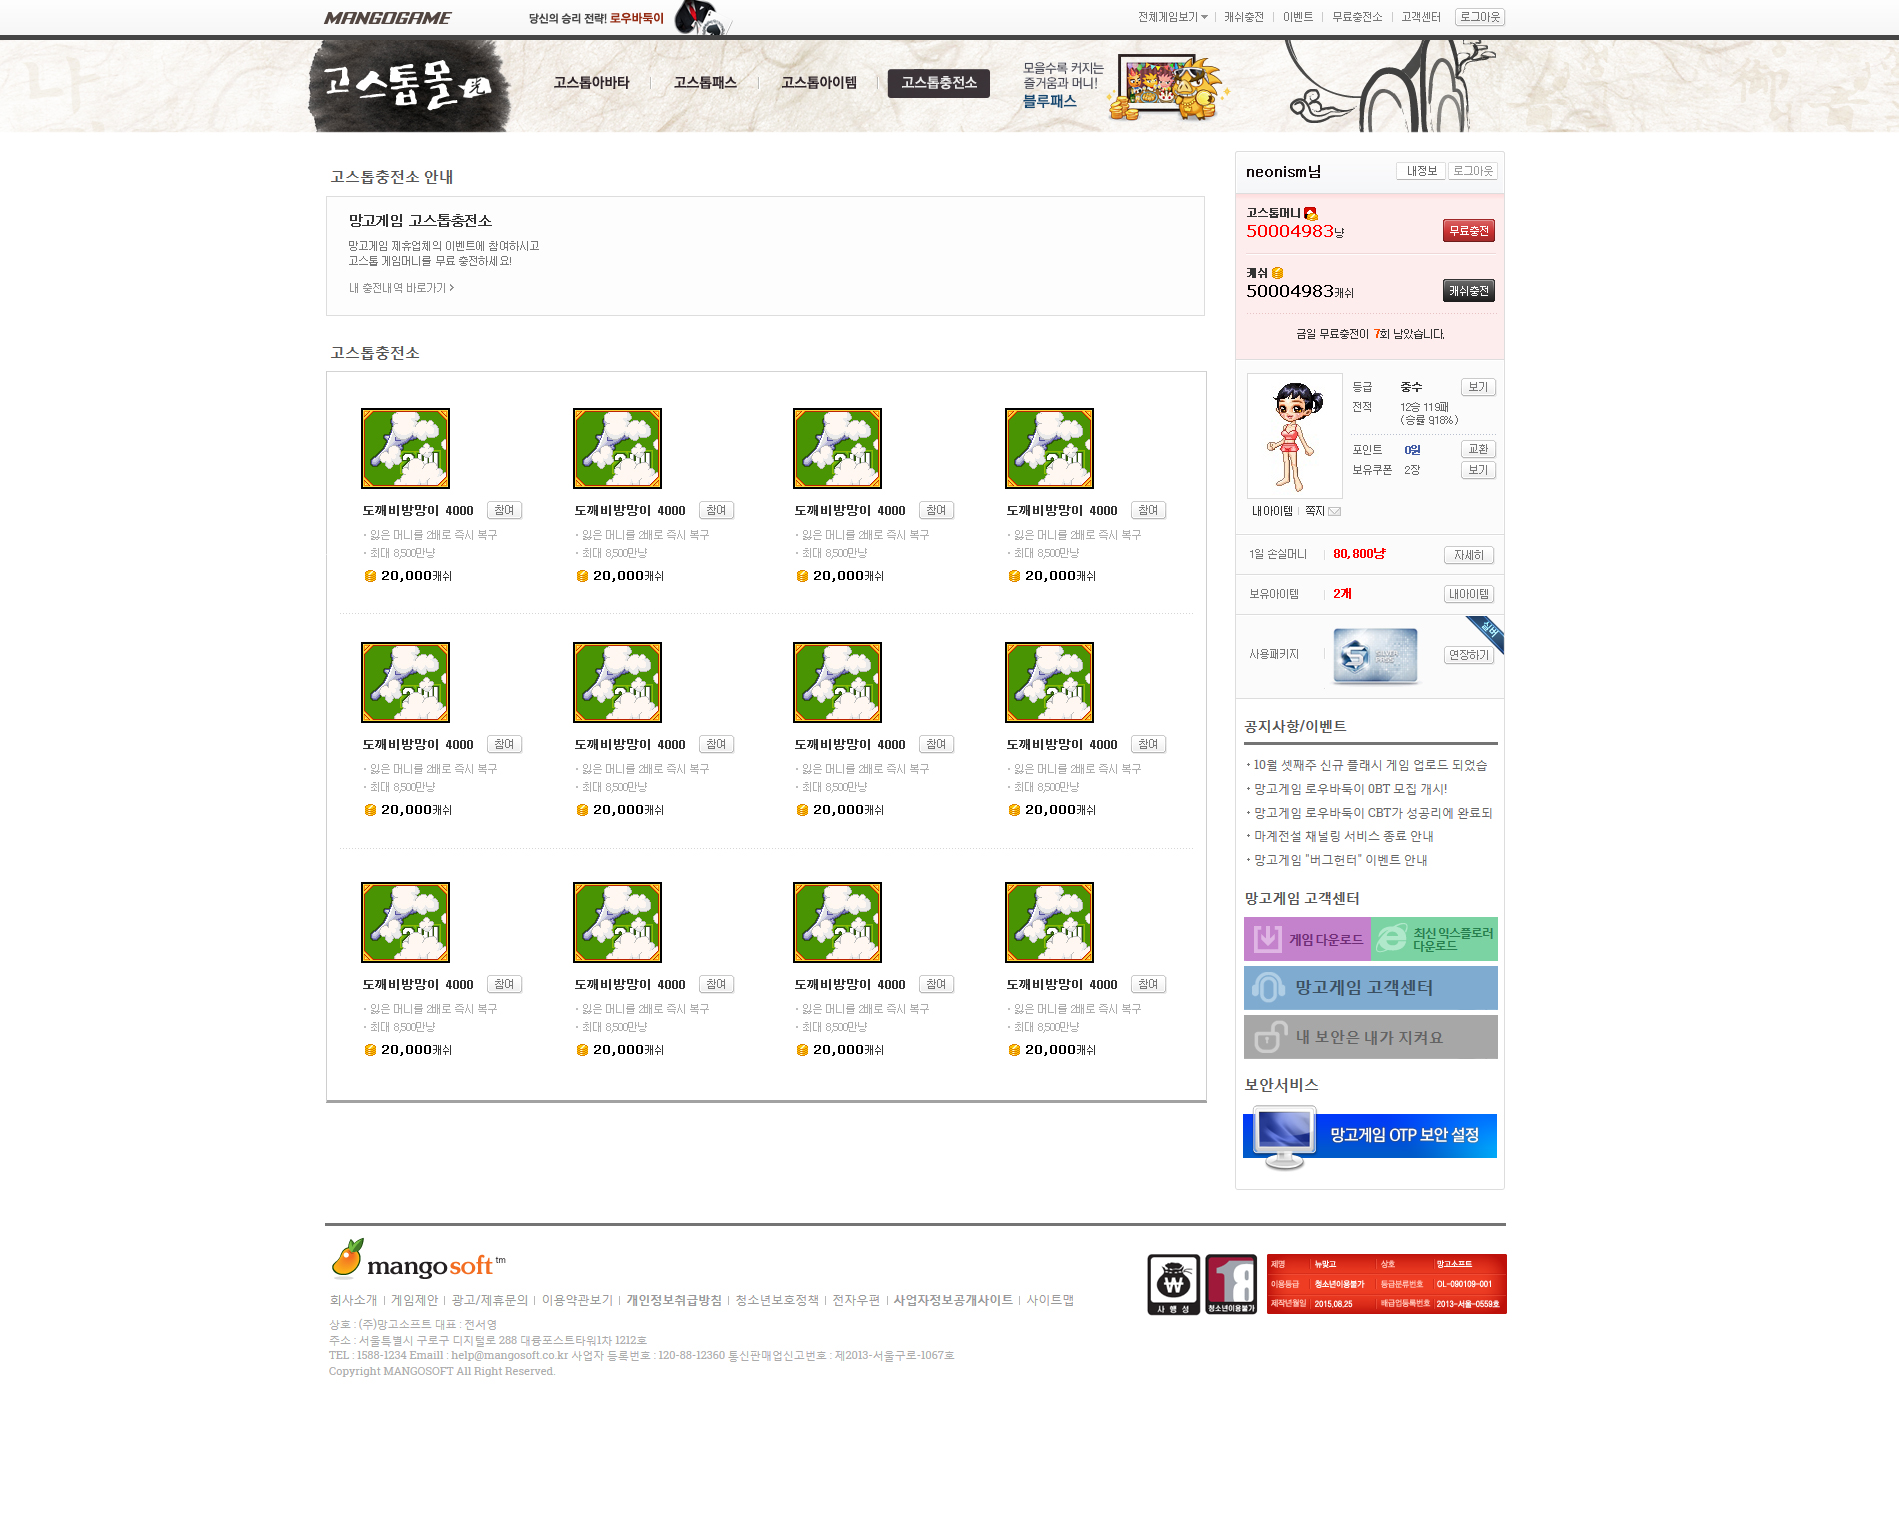 MANGOGAME
당신의 승리 전략! 로우바둑이
전체게임보기
캐쉬충전
이벤트
무료충전소
고객센터
로그아웃
고스톱몰
고스톱아바타
고스톱패스
고스톱아이템
고스톱충전소
모을수록 커지는
즐거움과 머니!
블루패스
고스톱충전소 안내
망고게임 고스톱충전소
망고게임 제휴업체의 이벤트에 참여하시고
고스톱 게임머니를 무료 충전하세요!
내 충전내역 바로가기 >
고스톱충전소
도깨비방망이 4000 참여
· 잃은 머니를 2배로 즉시 복구
· 최대 8,500만냥
20,000캐쉬
도깨비방망이 4000 참여
· 잃은 머니를 2배로 즉시 복구
· 최대 8,500만냥
20,000캐쉬
도깨비방망이 4000 참여
· 잃은 머니를 2배로 즉시 복구
· 최대 8,500만냥
20,000캐쉬
도깨비방망이 4000 참여
· 잃은 머니를 2배로 즉시 복구
· 최대 8,500만냥
20,000캐쉬
도깨비방망이 4000 참여
· 잃은 머니를 2배로 즉시 복구
· 최대 8,500만냥
20,000캐쉬
도깨비방망이 4000 참여
· 잃은 머니를 2배로 즉시 복구
· 최대 8,500만냥
20,000캐쉬
도깨비방망이 4000 참여
· 잃은 머니를 2배로 즉시 복구
· 최대 8,500만냥
20,000캐쉬
도깨비방망이 4000 참여
· 잃은 머니를 2배로 즉시 복구
· 최대 8,500만냥
20,000캐쉬
도깨비방망이 4000 참여
· 잃은 머니를 2배로 즉시 복구
· 최대 8,500만냥
20,000캐쉬
도깨비방망이 4000 참여
· 잃은 머니를 2배로 즉시 복구
· 최대 8,500만냥
20,000캐쉬
도깨비방망이 4000 참여
· 잃은 머니를 2배로 즉시 복구
· 최대 8,500만냥
20,000캐쉬
도깨비방망이 4000 참여
· 잃은 머니를 2배로 즉시 복구
· 최대 8,500만냥
20,000캐쉬
neonism님 내정보 로그아웃
고스톱머니
50004983냥 무료충전
캐쉬
50004983캐쉬 캐쉬충전
금일 무료충전이 7회 남았습니다.
등급 중수 보기
전적 12승 119패
(승률 9,18%)
포인트 0원 교환
보유쿠폰 2장 보기
내아이템 쪽지
1일 손실머니 80,800냥 자세히
보유아이템 2개 내아이템
실버
사용패키지 SILVER PASS 연장하기
공지사항/이벤트
· 10월 셋째주 신규 플래시 게임 업로드 되었습
· 망고게임 로우바둑이 OBT 모집 개시!
· 망고게임 로우바둑이 CBT가 성공리에 완료되
· 마계전설 채널링 서비스 종료 안내
· 망고게임 "버그헌터" 이벤트 안내
망고게임 고객센터
게임 다운로드
최신 익스플로러
다운로드
망고게임 고객센터
내 보안은 내가 지켜요
보안서비스
망고게임 OTP 보안 설정
mangosoft tm
회사소개 | 게임제안 | 광고/제휴문의 | 이용약관보기 | 개인정보취급방침 | 청소년보호정책 | 전자우편 | 사업자정보공개사이트 | 사이트맵
상호 : (주)망고소프트 대표 : 전서영
주소 : 서울특별시 구로구 디지털로 288 대륭포스트타워1차 1212호
TEL : 1588-1234 Emaill : help@mangosoft.co.kr 사업자 등록번호 : 120-88-12360 통신판매업신고번호 : 제2013-서울구로-1067호
Copyright MANGOSOFT All Right Reserved.
사행성
18
청소년이용불가
제명 뉴맞고 상호 망고소프트
이용등급 청소년이용불가 등급분류번호 OL-090109-001
제작년월일 2015.08.25 배급업등록번호 2013-서울-0559호